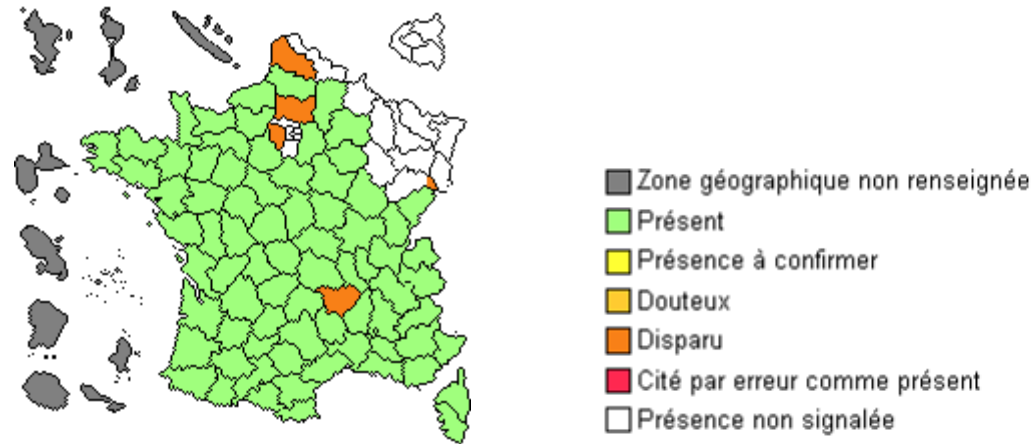 Zone géographique non renseignée
Présent
Présence à confirmer
Douteux
Disparu
Cité par erreur comme présent
Présence non signalée